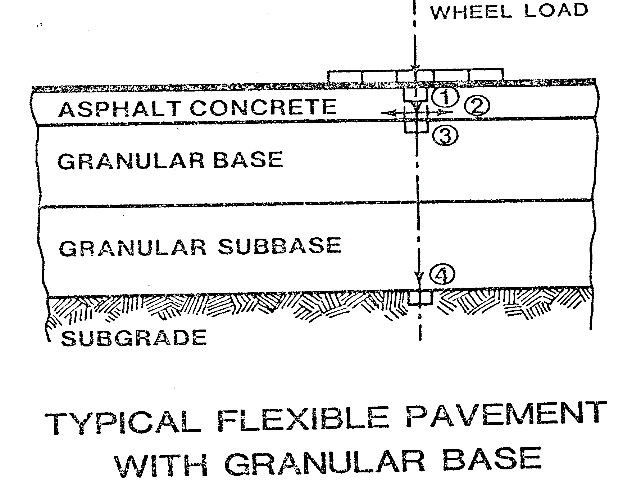 WHEEL LOAD
①
ASPHALT CONCRETE ②
③
GRANULAR BASE
GRANULAR SUBBASE
④
SUBGRADE
TYPICAL FLEXIBLE PAVEMENT
WITH GRANULAR BASE